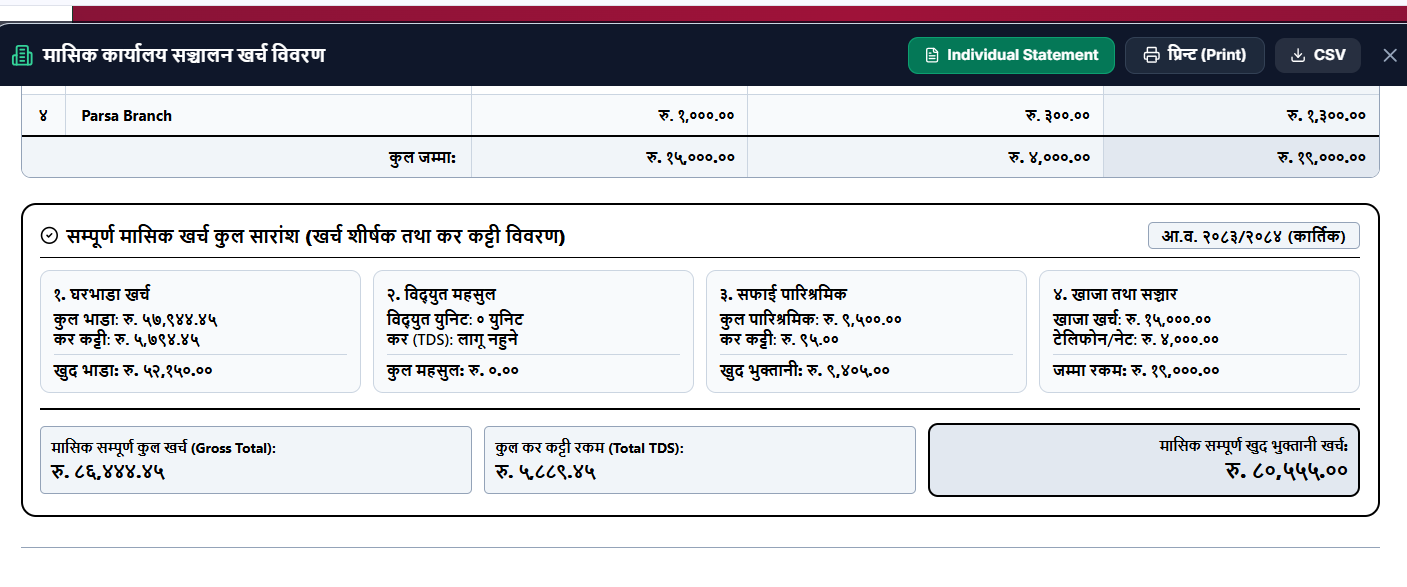 मासिक कार्यालय सञ्चालन खर्च विवरण
Individual Statement
प्रिन्ट (Print)
CSV
४ Parsa Branch रु. १,०००.०० रु. ३००.०० रु. १,३००.००
कुल जम्मा: रु. १५,०००.०० रु. ४,०००.०० रु. १९,०००.००
सम्पूर्ण मासिक खर्च कुल सारांश (खर्च शीर्षक तथा कर कट्टी विवरण)
आ.व. २०८३/२०८४ (कार्तिक)
१. घरभाडा खर्च
कुल भाडा: रु. ५७,९४४.४५
कर कट्टी: रु. ५,७९४.४५
खुद भाडा: रु. ५२,१५०.००
२. विद्युत महसुल
विद्युत युनिट: ० युनिट
कर (TDS): लागू नहुने
कुल महसुल: रु. ०.००
३. सफाई पारिश्रमिक
कुल पारिश्रमिक: रु. ९,५००.००
कर कट्टी: रु. ९५.००
खुद भुक्तानी: रु. ९,४०५.००
४. खाजा तथा सञ्चार
खाजा खर्च: रु. १५,०००.००
टेलिफोन/नेट: रु. ४,०००.००
जम्मा रकम: रु. १९,०००.००
मासिक सम्पूर्ण कुल खर्च (Gross Total):
रु. ८६,४४४.४५
कुल कर कट्टी रकम (Total TDS):
रु. ५,८८९.४५
मासिक सम्पूर्ण खुद भुक्तानी खर्च:
रु. ८०,५५५.००